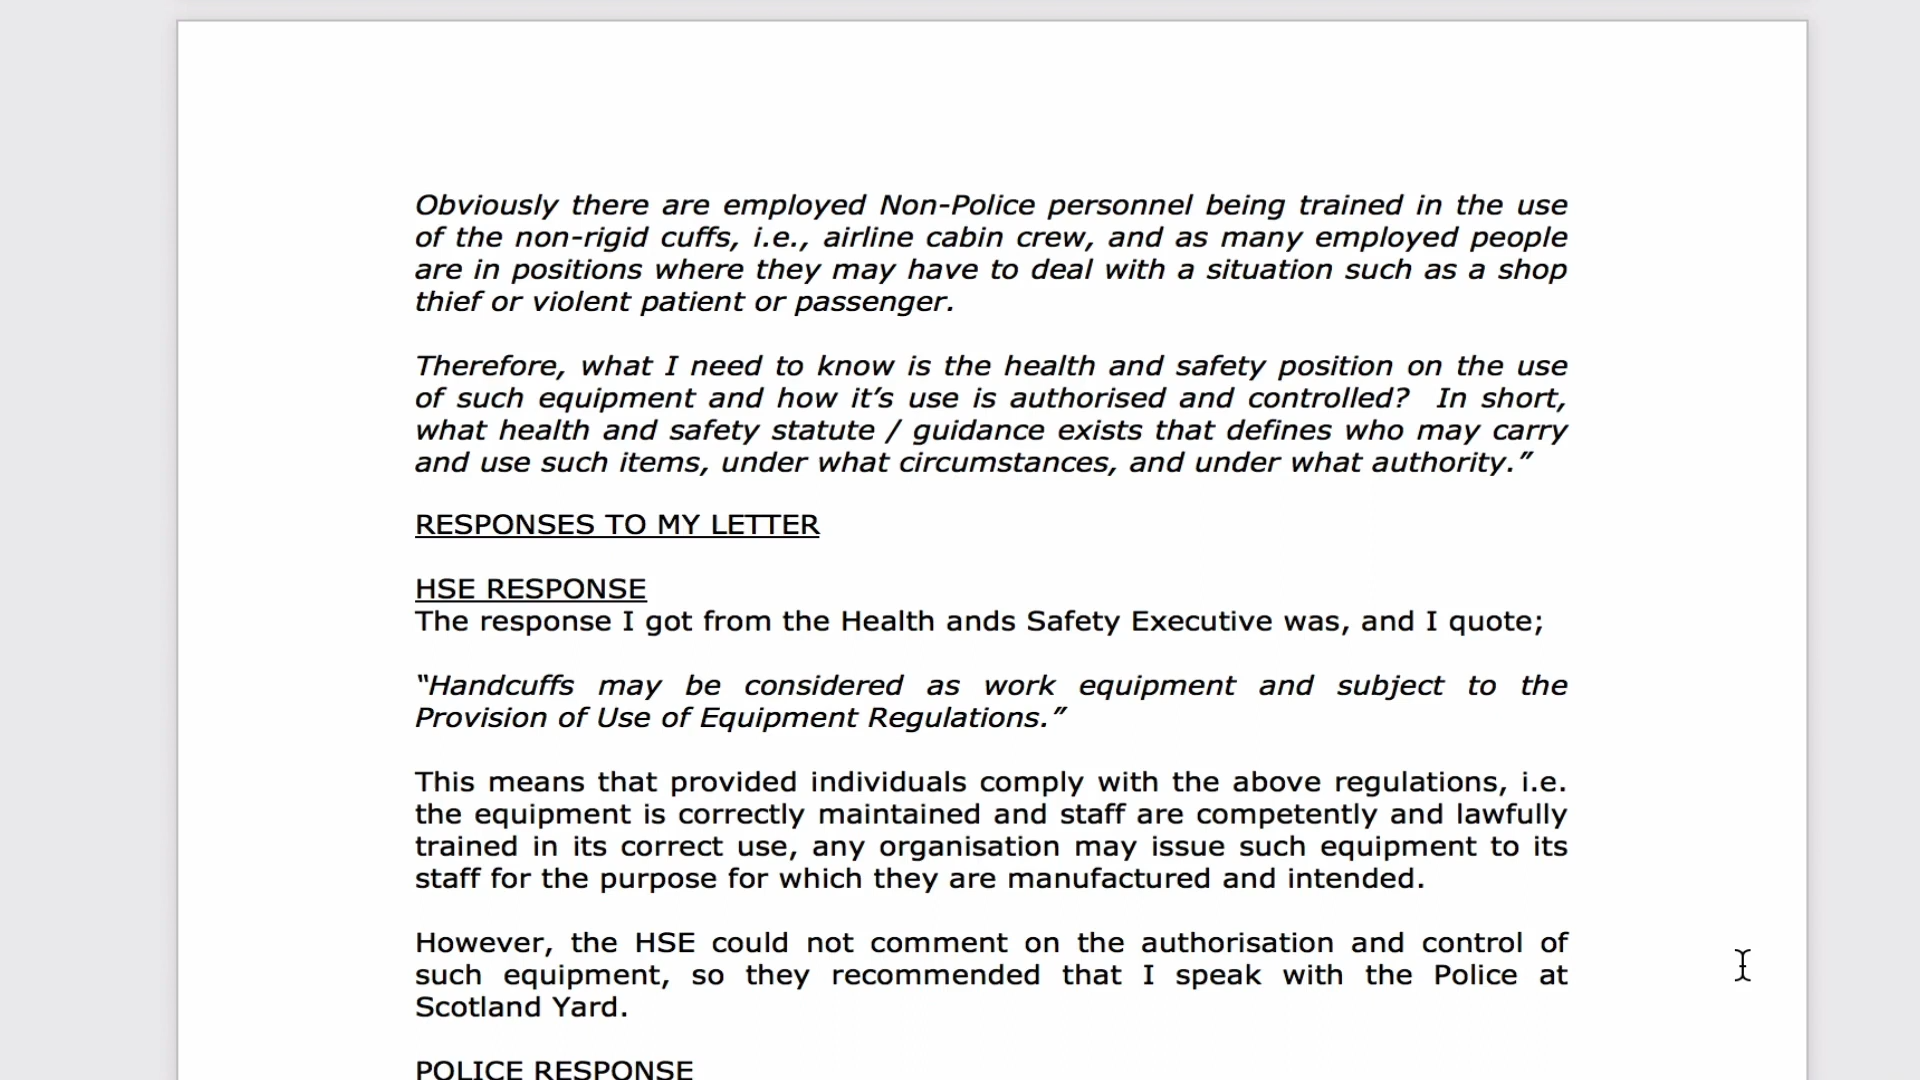 Obviously there are employed Non-Police personnel being trained in the use
of the non-rigid cuffs, i.e., airline cabin crew, and as many employed people
are in positions where they may have to deal with a situation such as a shop
thief or violent patient or passenger.
Therefore, what I need to know is the health and safety position on the use
of such equipment and how it’s use is authorised and controlled?  In short,
what health and safety statute / guidance exists that defines who may carry
and use such items, under what circumstances, and under what authority.”
RESPONSES TO MY LETTER
HSE RESPONSE
The response I got from the Health ands Safety Executive was, and I quote;
“Handcuffs may be considered as work equipment and subject to the
Provision of Use of Equipment Regulations.”
This means that provided individuals comply with the above regulations, i.e.
the equipment is correctly maintained and staff are competently and lawfully
trained in its correct use, any organisation may issue such equipment to its
staff for the purpose for which they are manufactured and intended.
However, the HSE could not comment on the authorisation and control of
such equipment, so they recommended that I speak with the Police at
Scotland Yard.
POLICE RESPONSE